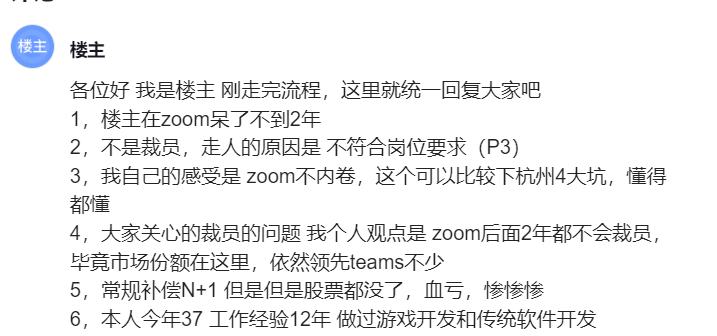 楼主
楼主
各位好 我是楼主 刚走完流程，这里就统一回复大家吧
1，楼主在zoom呆了不到2年
2，不是裁员，走人的原因是 不符合岗位要求（P3）
3，我自己的感受是 zoom不内卷，这个可以比较下杭州4大坑，懂得
都懂
4，大家关心的裁员的问题 我个人观点是 zoom后面2年都不会裁员，
毕竟市场份额在这里，依然领先teams不少
5，常规补偿N+1 但是但是股票都没了，血亏，惨惨惨
6，本人今年37 工作经验12年 做过游戏开发和传统软件开发